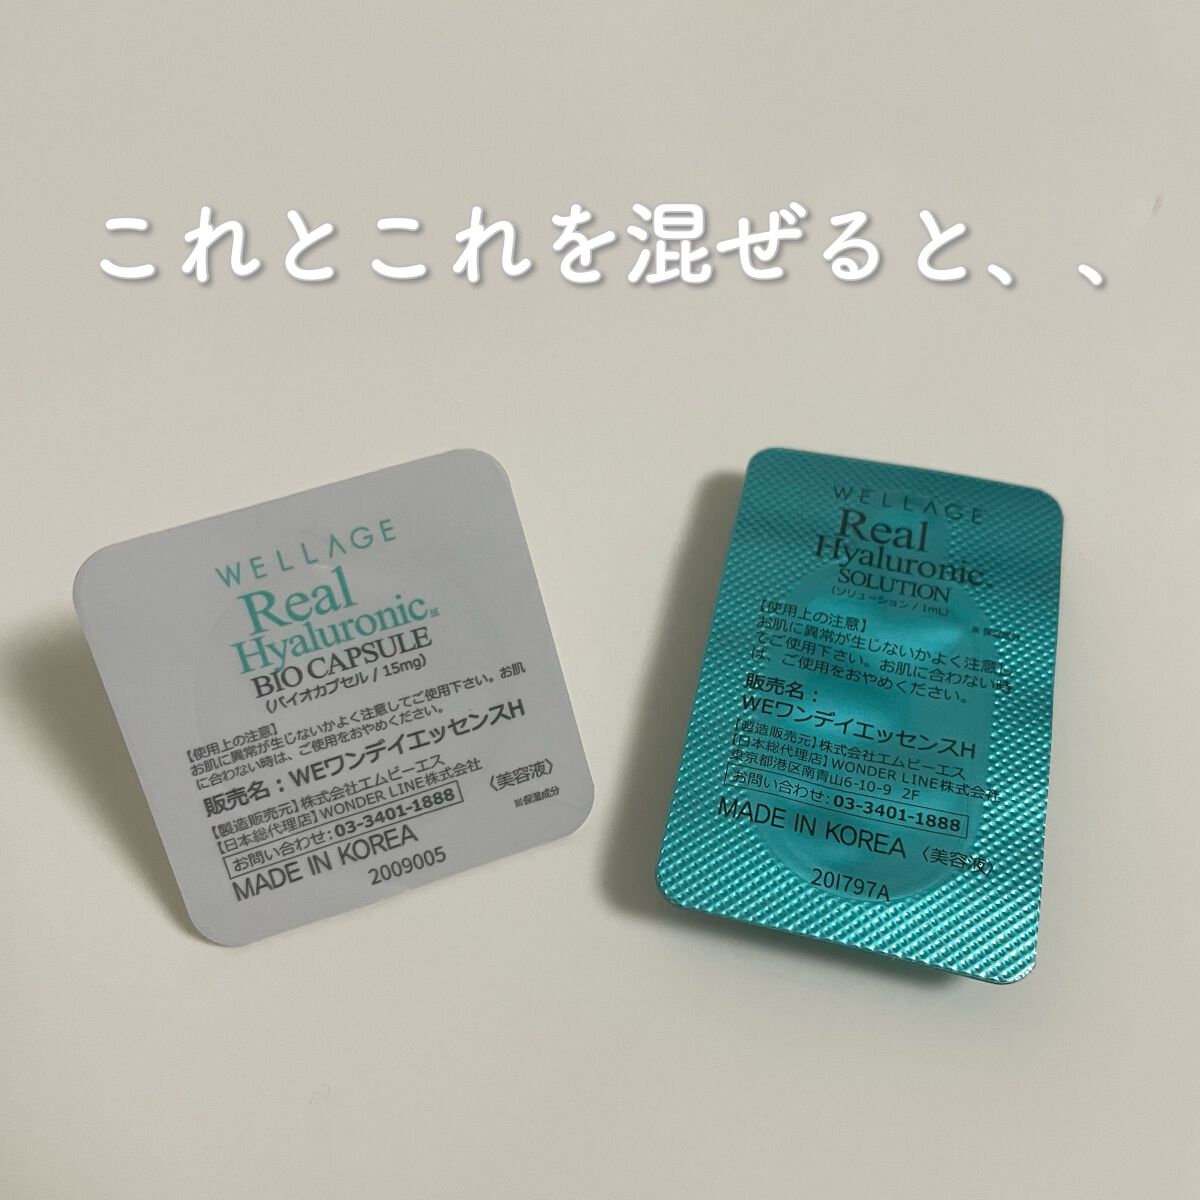 これとこれを混ぜると、、
WELLAGE
Real
Hyaluronic※
BIO CAPSULE
(バイオカプセル / 15mg)
【使用上の注意】
お肌に異常が生じないかよく注意してご使用下さい。お肌
に合わない時は、ご使用をおやめください。
販売名：WEワンデイエッセンスH
【製造販売元】株式会社エムピーエス 〈美容液〉
【日本総代理店】WONDER LINE株式会社
お問い合わせ：03-3401-1888 ※保湿成分
MADE IN KOREA
2009005
WELLAGE
Real
Hyaluronic※
SOLUTION
(ソリューション / 1mL)
※保湿成分
【使用上の注意】
お肌に異常が生じないかよく注意し
てご使用下さい。お肌に合わない時
は、ご使用をおやめください。
販売名：
WEワンデイエッセンスH
【製造販売元】株式会社エムピーエス
【日本総代理店】WONDER LINE株式会社
東京都港区南青山6-10-9 2F
お問い合わせ：03-3401-1888
MADE IN KOREA 〈美容液〉
201797A